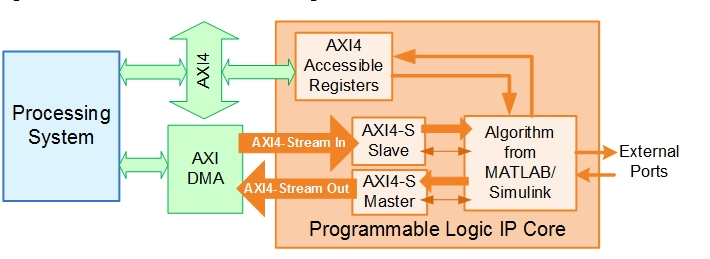 Processing
System
AXI4
AXI
DMA
AXI4-Stream In
AXI4-Stream Out
AXI4
Accessible
Registers
AXI4-S
Slave
AXI4-S
Master
Algorithm
from
MATLAB/
Simulink
External
Ports
Programmable Logic IP Core